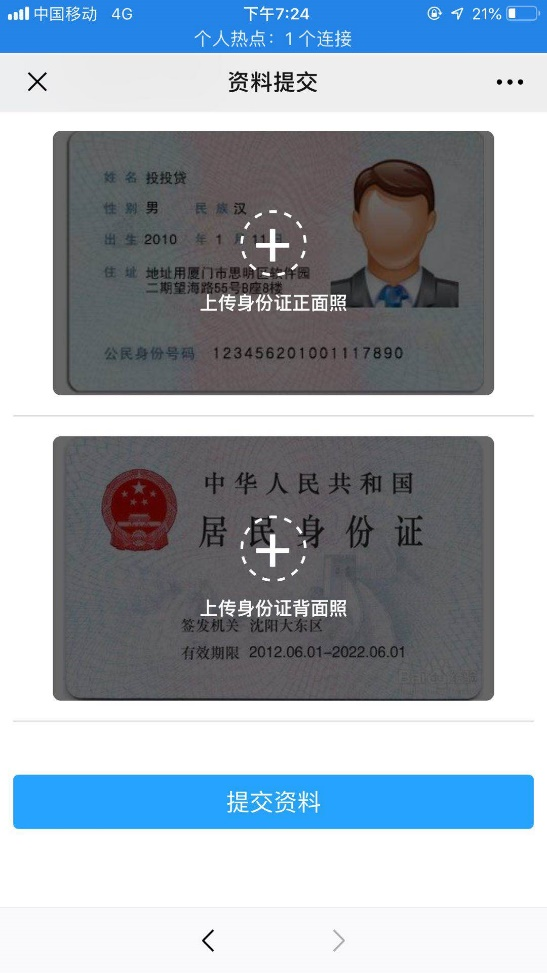 中国移动 4G 下午7:24 21%
个人热点：1 个连接
资料提交
姓 名 投投贷
性 别 男 民 族 汉
出 生 2010 年 1 月 11 日
住 址 地址用厦门市思明区软件园
二期望海路55号B座8楼
上传身份证正面照
公民身份号码 123456201001117890
中华人民共和国
居民身份证
上传身份证背面照
签发机关 沈阳大东区
有效期限 2012.06.01-2022.06.01
提交资料